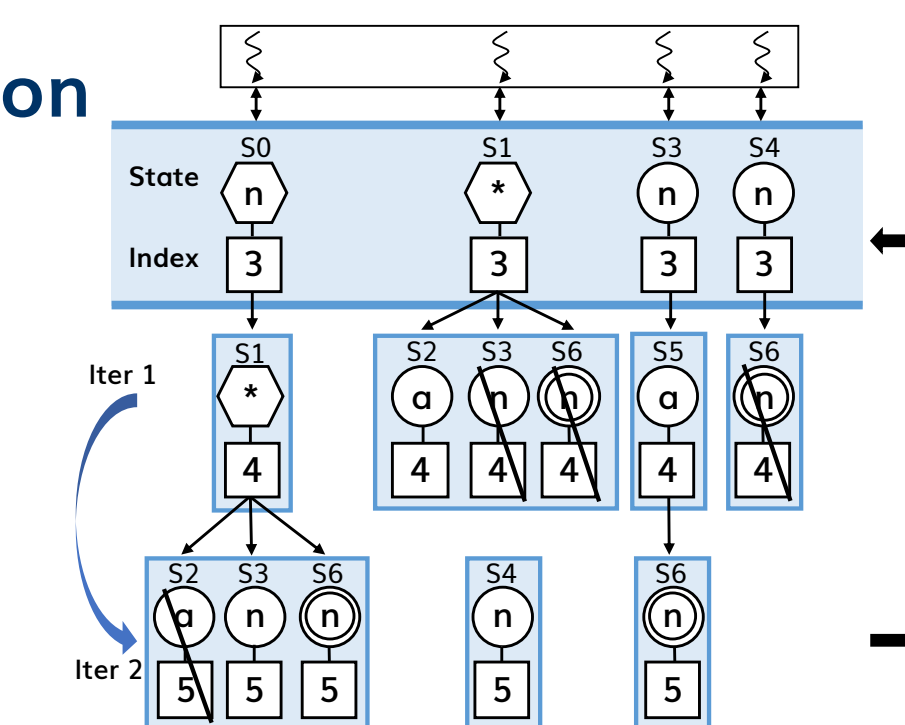 on
S0 S1 S3 S4
State n * n n
Index 3 3 3 3
S1 S2 S3 S6 S5 S6
Iter 1 * a n n a n
4 4 4 4 4 4
S2 S3 S6 S4 S6
a n n n n
Iter 2 5 5 5 5 5